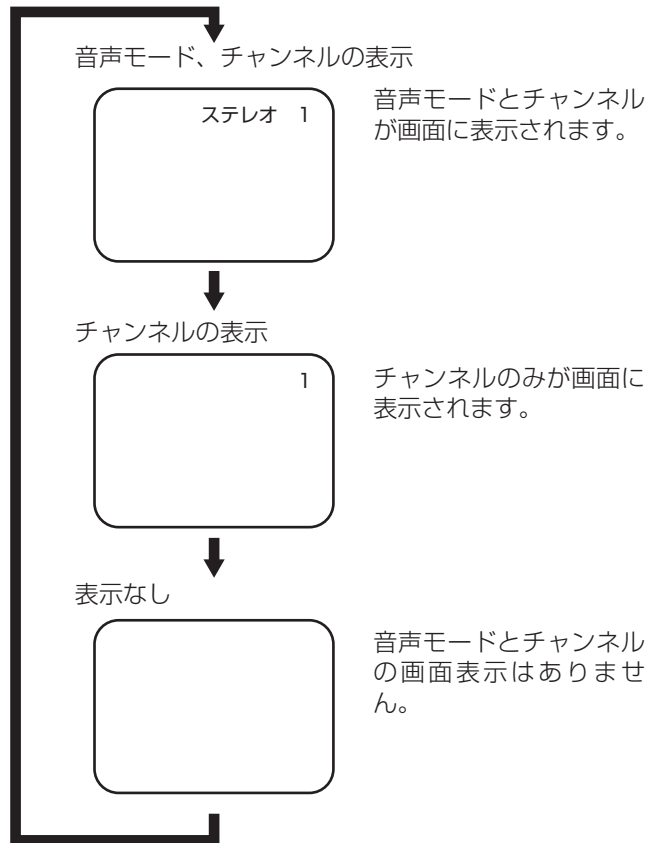 音声モード、チャンネルの表示
ステレオ 1
音声モードとチャンネル
が画面に表示されます。
チャンネルの表示
1
チャンネルのみが画面に
表示されます。
表示なし
音声モードとチャンネル
の画面表示はありませ
ん。